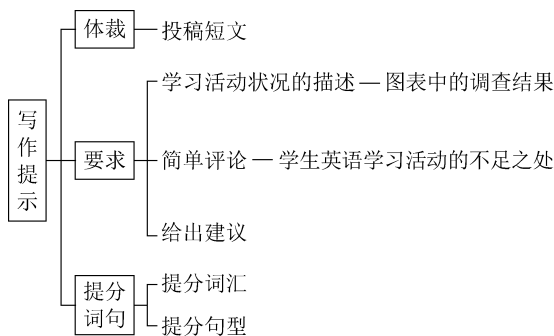 写作提示
体裁
投稿短文
要求
学习活动状况的描述—图表中的调查结果
简单评论—学生英语学习活动的不足之处
给出建议
提分词句
提分词汇
提分句型